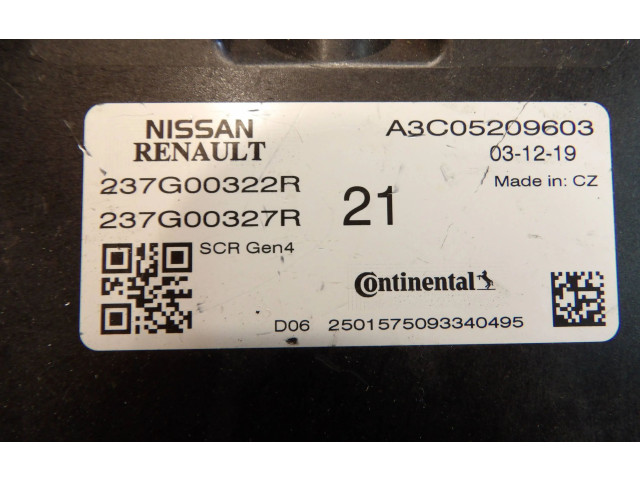 NISSAN A3C05209603
RENAULT 03-12-19
237G00322R Made in: CZ
237G00327R 21
SCR Gen4
Continental
D06 2501575093340495